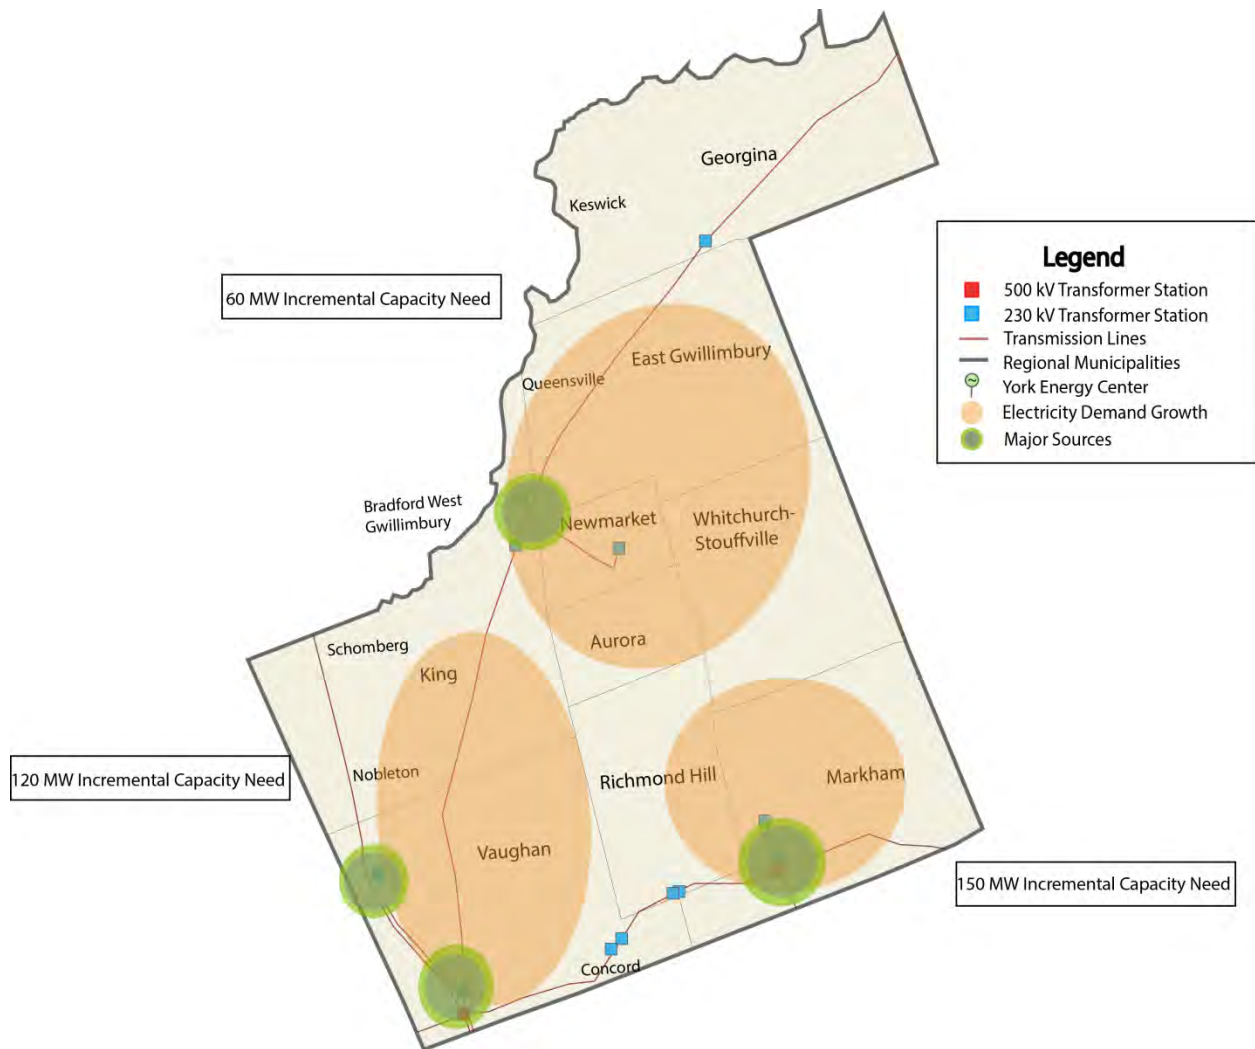 Georgina
Keswick
60 MW Incremental Capacity Need
Legend
500 kV Transformer Station
230 kV Transformer Station
Transmission Lines
Regional Municipalities
~
York Energy Center
Electricity Demand Growth
Major Sources
East Gwillimbury
Queensville
Bradford West
Gwillimbury
Newmarket
Whitchurch-
Stouffville
Aurora
Schomberg
King
120 MW Incremental Capacity Need
Nobleton
Richmond Hill
Markham
Vaughan
150 MW Incremental Capacity Need
Concord